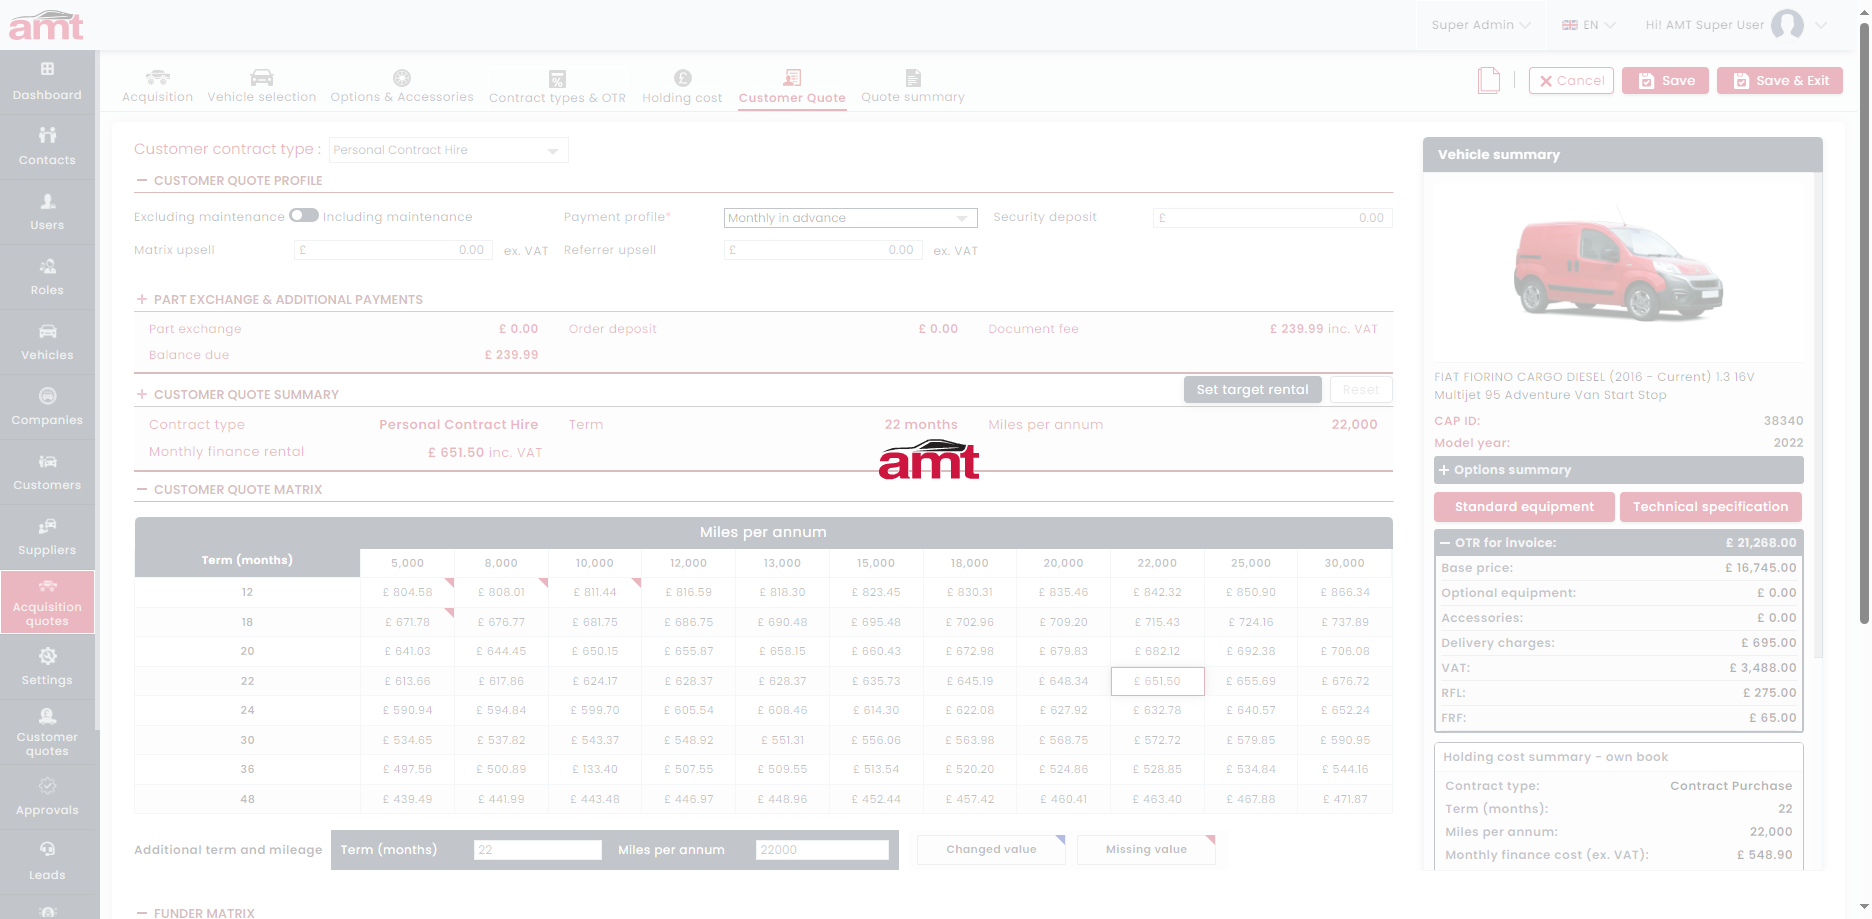 amt
Super Admin
EN
Hi! AMT Super User
Dashboard
Contacts
Users
Roles
Vehicles
Companies
Customers
Suppliers
Acquisition
quotes
Settings
Customer
quotes
Approvals
Leads
Acquisition
Vehicle selection
Options & Accessories
Contract types & OTR
Holding cost
Customer Quote
Quote summary
Cancel
Save
Save & Exit
Customer contract type : Personal Contract Hire
CUSTOMER QUOTE PROFILE
Excluding maintenance Including maintenance Payment profile* Monthly in advance Security deposit £ 0.00
Matrix upsell £ 0.00 ex. VAT Referrer upsell £ 0.00 ex. VAT
PART EXCHANGE & ADDITIONAL PAYMENTS
Part exchange £ 0.00 Order deposit £ 0.00 Document fee £ 239.99 inc. VAT
Balance due £ 239.99
CUSTOMER QUOTE SUMMARY Set target rental Reset
Contract type Personal Contract Hire Term 22 months Miles per annum 22,000
Monthly finance rental £ 651.50 inc. VAT
amt
CUSTOMER QUOTE MATRIX
Miles per annum
Term (months) 5,000 8,000 10,000 12,000 13,000 15,000 18,000 20,000 22,000 25,000 30,000
12 £ 804.58 £ 808.01 £ 811.44 £ 816.59 £ 818.30 £ 823.45 £ 830.31 £ 835.46 £ 842.32 £ 850.90 £ 866.34
18 £ 671.78 £ 676.77 £ 681.75 £ 686.75 £ 690.48 £ 695.48 £ 702.96 £ 709.20 £ 715.43 £ 724.16 £ 737.89
20 £ 641.03 £ 644.45 £ 650.15 £ 655.87 £ 658.15 £ 660.43 £ 672.98 £ 679.83 £ 682.12 £ 692.38 £ 706.08
22 £ 613.66 £ 617.86 £ 624.17 £ 628.37 £ 628.37 £ 635.73 £ 645.19 £ 648.34 £ 651.50 £ 655.69 £ 676.72
24 £ 590.94 £ 594.84 £ 599.70 £ 605.54 £ 608.46 £ 614.30 £ 622.08 £ 627.92 £ 632.78 £ 640.57 £ 652.24
30 £ 534.65 £ 537.82 £ 543.37 £ 548.92 £ 551.31 £ 556.06 £ 563.98 £ 568.75 £ 572.72 £ 579.85 £ 590.95
36 £ 497.56 £ 500.89 £ 133.40 £ 507.55 £ 509.55 £ 513.54 £ 520.20 £ 524.86 £ 528.85 £ 534.84 £ 544.16
48 £ 439.49 £ 441.99 £ 443.48 £ 446.97 £ 448.96 £ 452.44 £ 457.42 £ 460.41 £ 463.40 £ 467.88 £ 471.87
Additional term and mileage Term (months) 22 Miles per annum 22000 Changed value Missing value
FUNDER MATRIX
Vehicle summary
FIAT FIORINO CARGO DIESEL (2016 - Current) 1.3 16V
Multijet 95 Adventure Van Start Stop
CAP ID: 38340
Model year: 2022
Options summary
Standard equipment Technical specification
OTR for invoice: £ 21,268.00
Base price: £ 16,745.00
Optional equipment: £ 0.00
Accessories: £ 0.00
Delivery charges: £ 695.00
VAT: £ 3,488.00
RFL: £ 275.00
FRF: £ 65.00
Holding cost summary - own book
Contract type: Contract Purchase
Term (months): 22
Miles per annum: 22,000
Monthly finance cost (ex. VAT): £ 548.90